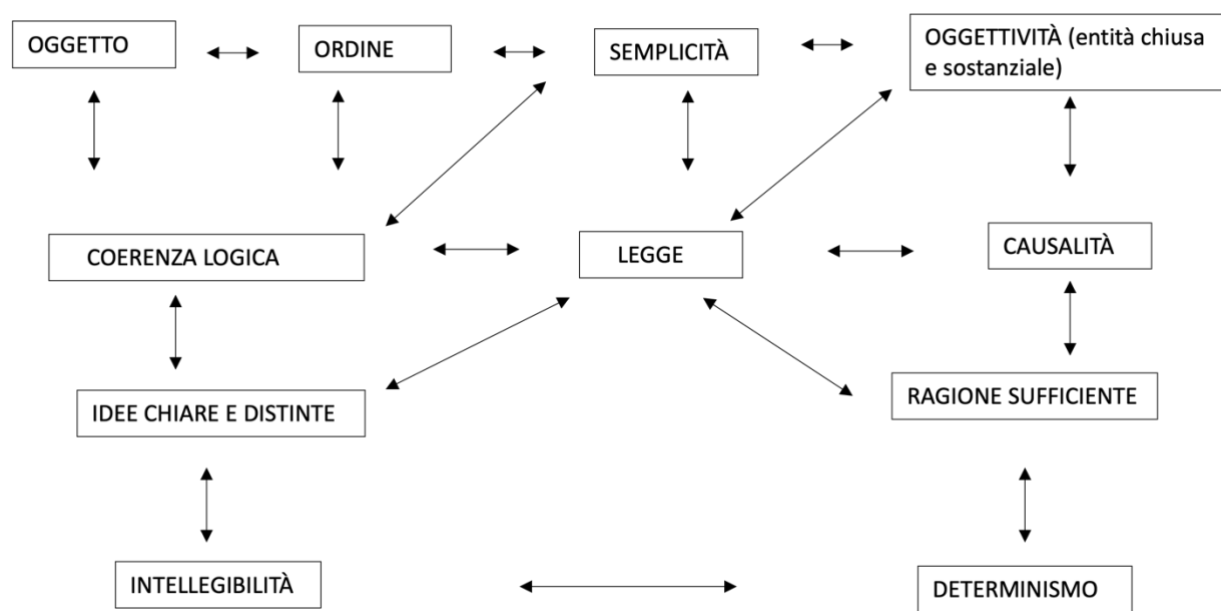 OGGETTO
ORDINE
SEMPLICITÀ
OGGETTIVITÀ (entità chiusa
e sostanziale)
COERENZA LOGICA
LEGGE
CAUSALITÀ
IDEE CHIARE E DISTINTE
RAGIONE SUFFICIENTE
INTELLEGIBILITÀ
DETERMINISMO